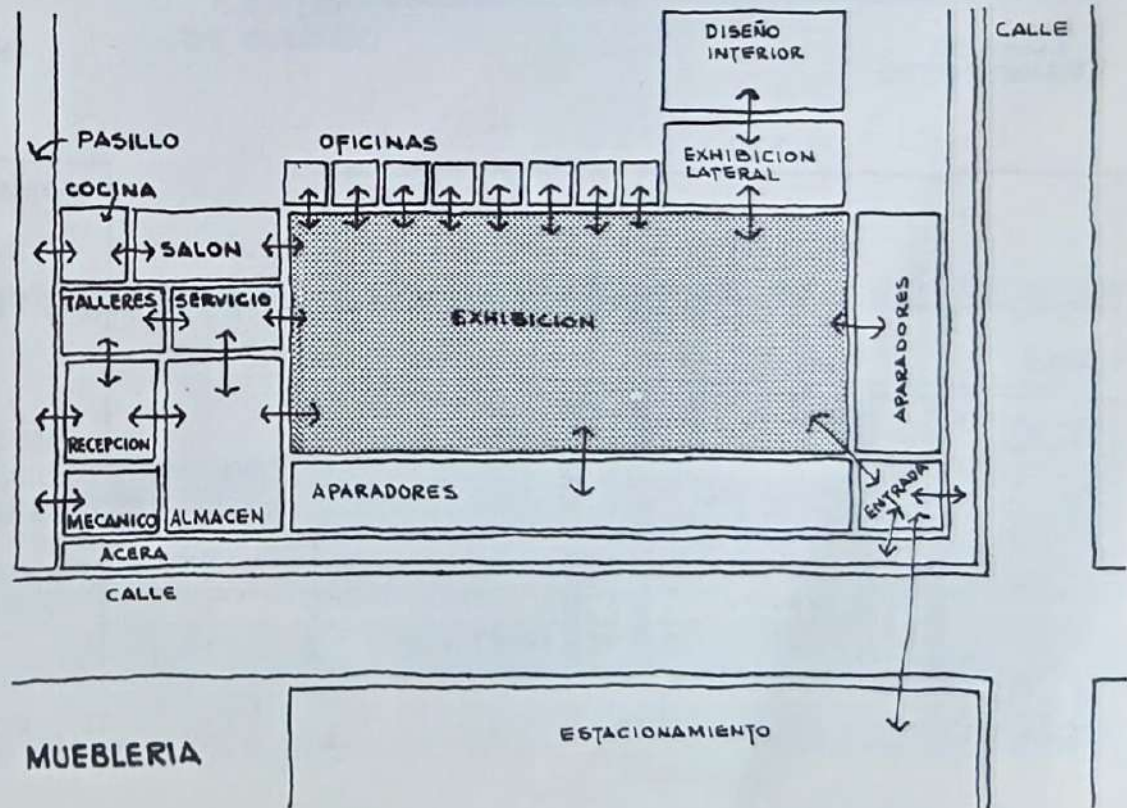 CALLE
DISEÑO
INTERIOR
PASILLO
OFICINAS
EXHIBICION
LATERAL
COCINA
SALON
TALLERES
SERVICIO
EXHIBICION
APARADORES
RECEPCION
APARADORES
ENTRADA
MECANICO
ALMACEN
ACERA
CALLE
ESTACIONAMIENTO
MUEBLERIA